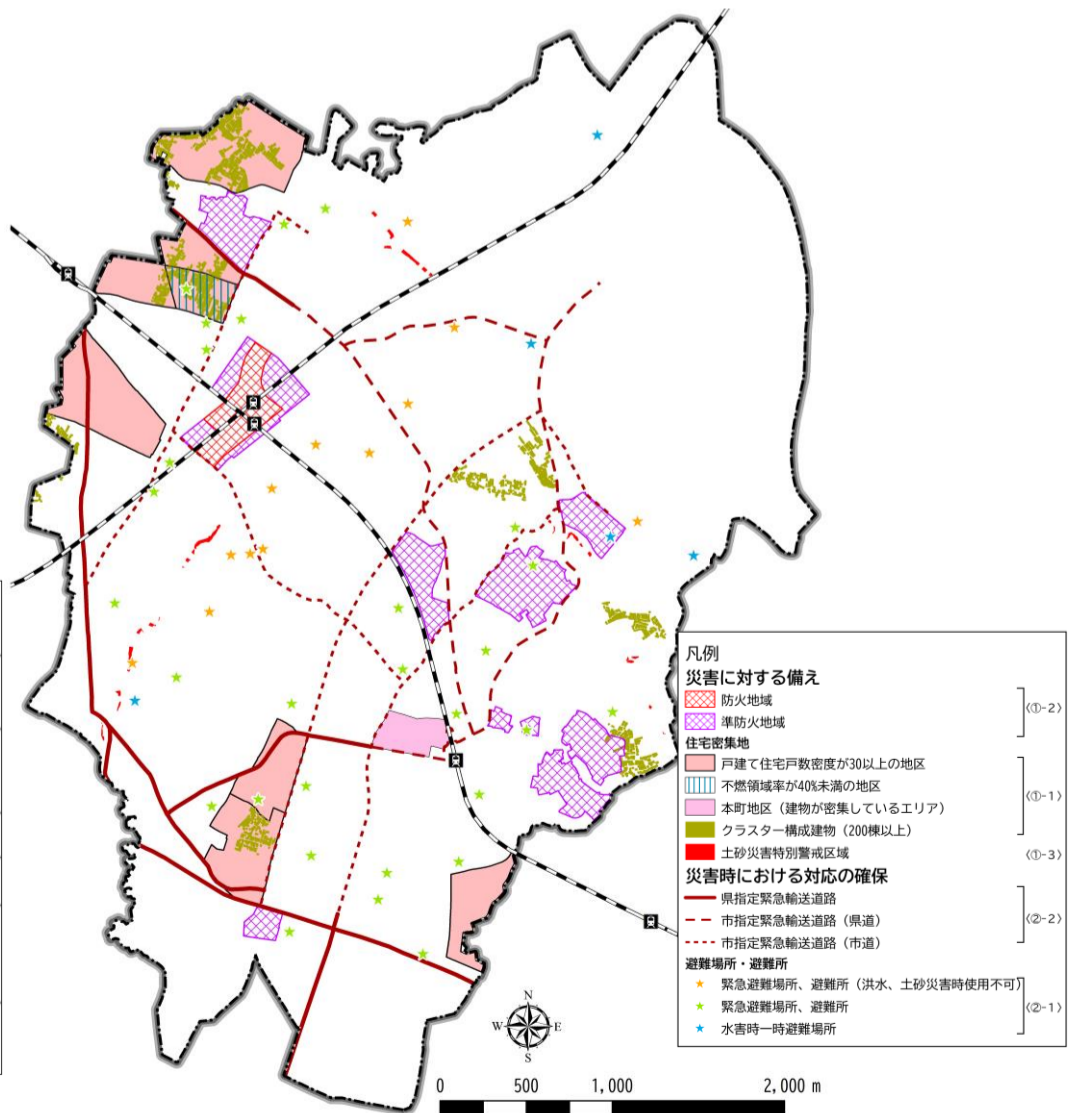 凡例
災害に対する備え
防火地域
準防火地域
〈①-2〉
住宅密集地
戸建て住宅戸数密度が30以上の地区
不燃領域率が40%未満の地区
本町地区（建物が密集しているエリア）
クラスター構成建物（200棟以上）
〈①-1〉
土砂災害特別警戒区域
〈①-3〉
災害時における対応の確保
県指定緊急輸送道路
市指定緊急輸送道路（県道）
市指定緊急輸送道路（市道）
〈②-2〉
避難場所・避難所
緊急避難場所、避難所（洪水、土砂災害時使用不可）
緊急避難場所、避難所
水害時一時避難場所
〈②-1〉
N
W E
S
0 500 1,000 2,000 m